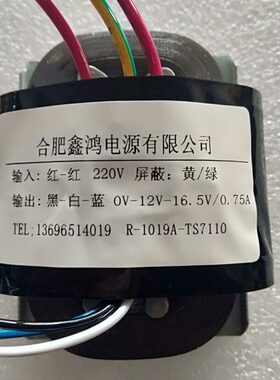 合肥鑫鸿电源有限公司
输入: 红-红 220V 屏蔽: 黄/绿
输出: 黑-白-蓝 0V-12V-16.5V/0.75A
TEL;13696514019 R-1019A-TS7110